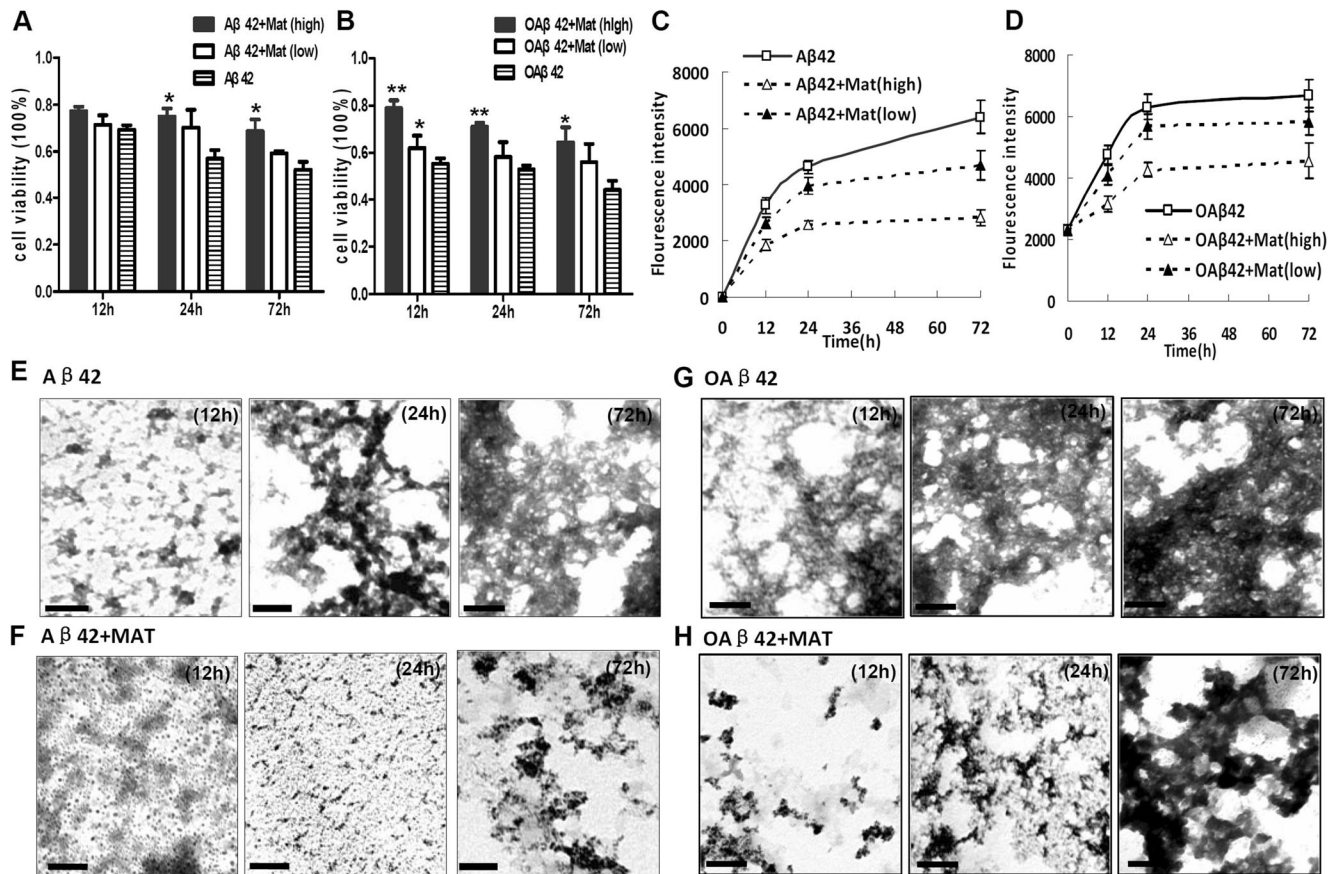 A
Aβ 42+Mat (high)
Aβ 42+Mat (low)
Aβ 42
cell viability (100%)
1.0
0.8
0.6
0.4
0.2
0.0
*
*
12h
24h
72h
B
OAβ 42+Mat (high)
OAβ 42+Mat (low)
OAβ 42
cell viability (100%)
1.0
0.8
0.6
0.4
0.2
0.0
**
*
**
*
12h
24h
72h
C
Aβ42
Aβ42+Mat(high)
Aβ42+Mat(low)
Flourescence intensity
8000
6000
4000
2000
0
0 12 24 36 48 60 72
Time(h)
D
Flourescence intensity
8000
6000
4000
2000
0
OAβ42
OAβ42+Mat(high)
OAβ42+Mat(low)
0 12 24 36 48 60 72
Time(h)
E A β 42
(12h)
(24h)
(72h)
G OA β 42
(12h)
(24h)
(72h)
F A β 42+MAT
(12h)
(24h)
(72h)
H OA β 42+MAT
(12h)
(24h)
(72h)